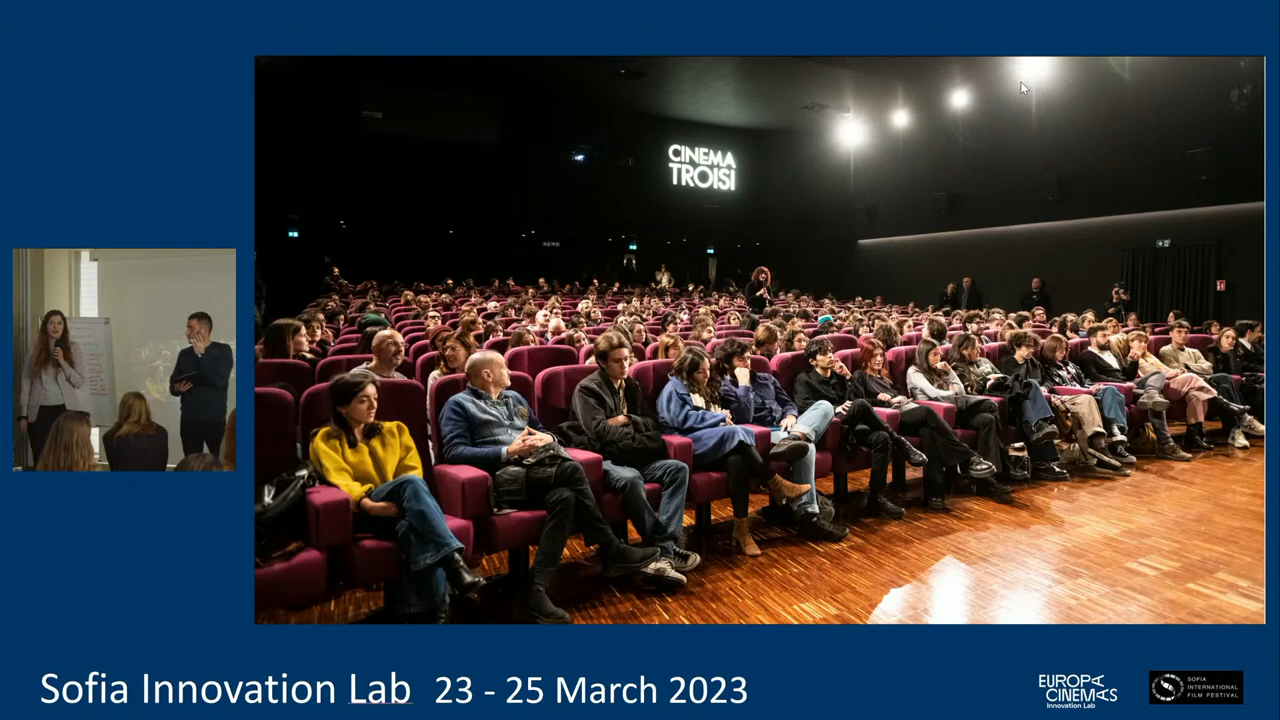 CINEMA
TROISI
Sofia Innovation Lab 23 - 25 March 2023
EUROPA
CINEMAS
Innovation Lab
SOFIA
INTERNATIONAL
FILM FESTIVAL